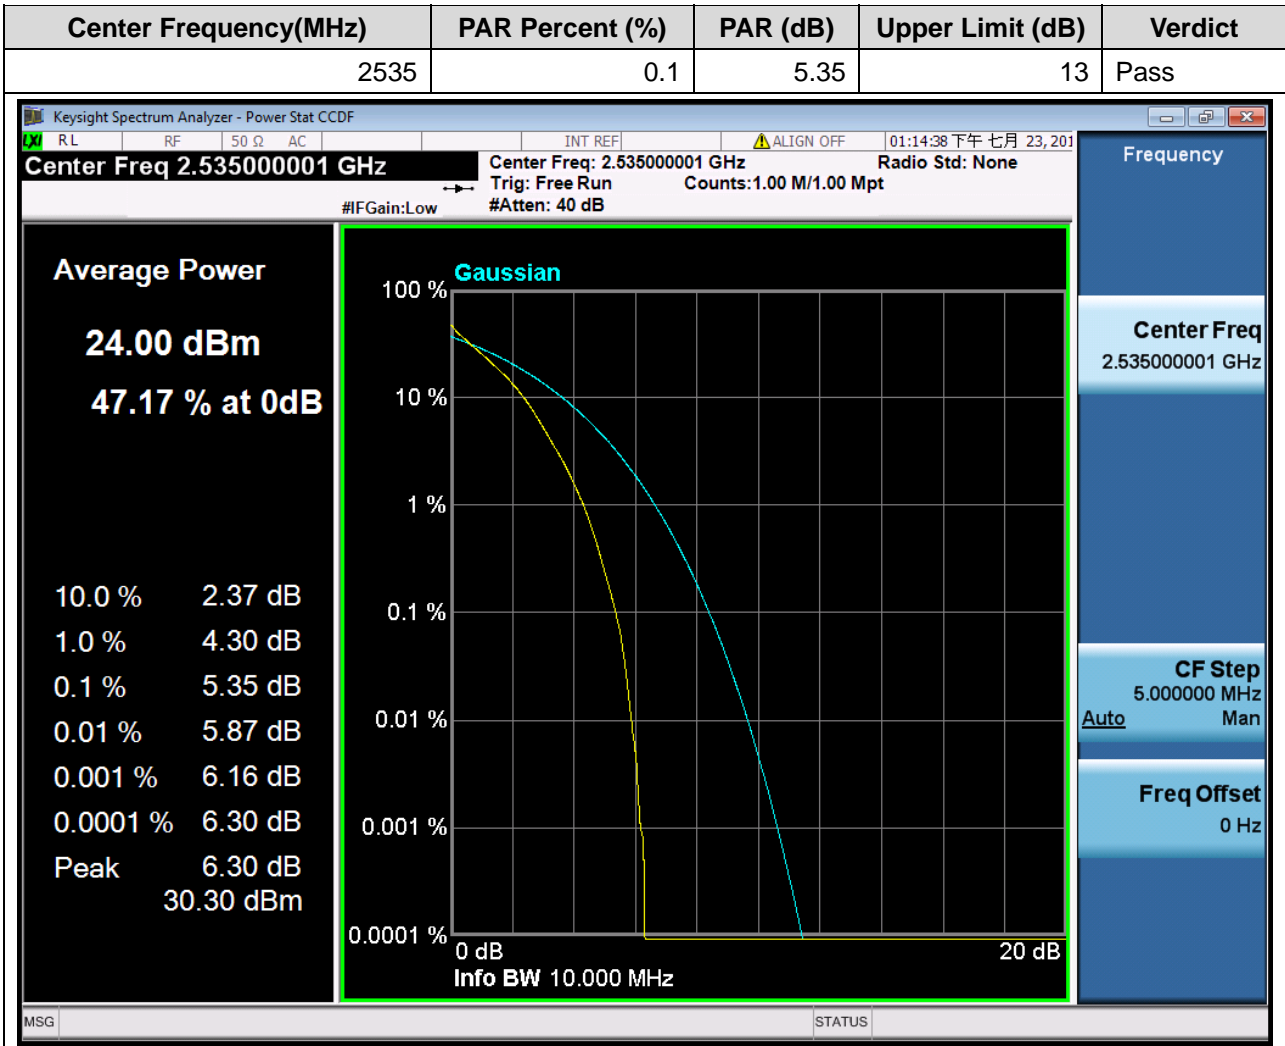 Center Frequency(MHz) PAR Percent (%) PAR (dB) Upper Limit (dB) Verdict
2535 0.1 5.35 13 Pass
Keysight Spectrum Analyzer - Power Stat CCDF
LXI RL RF 50 Ω AC INT REF ALIGN OFF 01:14:38 下午 七月 23, 201
Center Freq 2.535000001 GHz
Center Freq: 2.535000001 GHz Radio Std: None
Trig: Free Run Counts:1.00 M/1.00 Mpt
#IFGain:Low #Atten: 40 dB
Average Power
24.00 dBm
47.17 % at 0dB
10.0 % 2.37 dB
1.0 % 4.30 dB
0.1 % 5.35 dB
0.01 % 5.87 dB
0.001 % 6.16 dB
0.0001 % 6.30 dB
Peak 6.30 dB
30.30 dBm
Gaussian
100 %
10 %
1 %
0.1 %
0.01 %
0.001 %
0.0001 %
0 dB 20 dB
Info BW 10.000 MHz
Frequency
Center Freq
2.535000001 GHz
CF Step
5.000000 MHz
Auto Man
Freq Offset
0 Hz
MSG STATUS